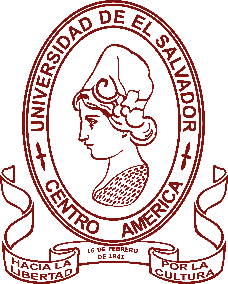 UNIVERSIDAD DE EL SALVADOR
CENTRO AMERICA
HACIA LA
LIBERTAD
16 DE FEBRERO
DE 1841
POR LA
CULTURA